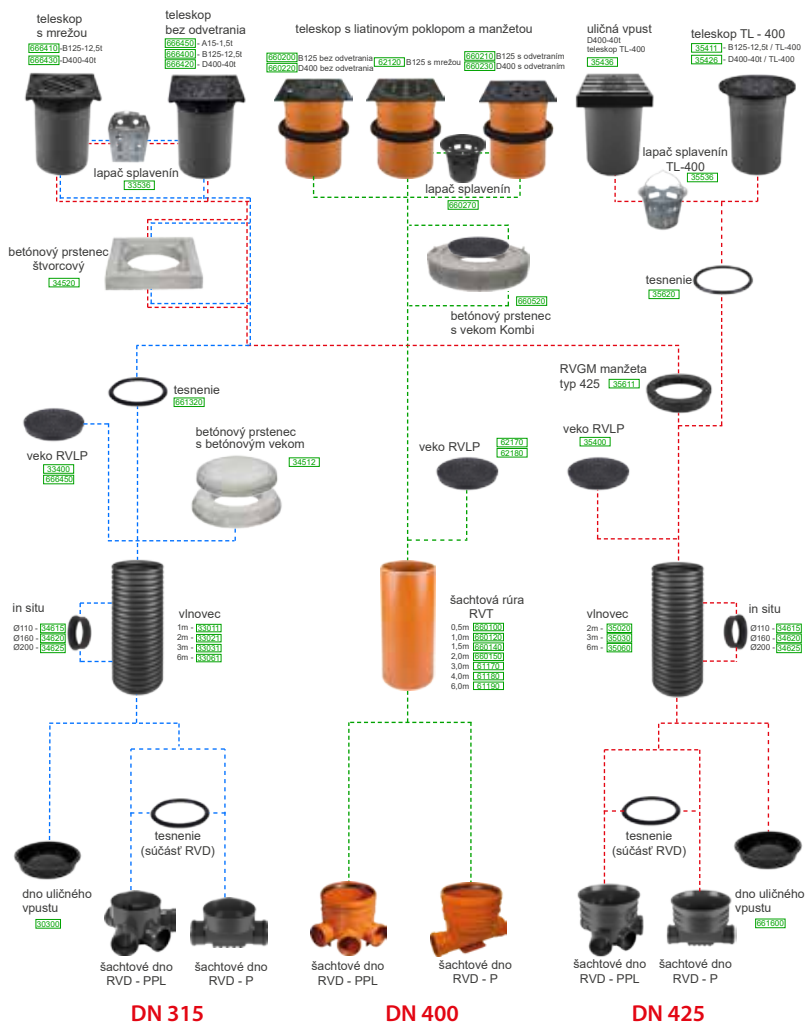 teleskop
s mrežou
666410 -B125-12,5t
666430 -D400-40t
teleskop
bez odvetrania
666450 - A15-1,5t
666400 - B125-12,5t
666420 - D400-40t
teleskop s liatinovým poklopom a manžetou
660200 B125 bez odvetrania
660220 D400 bez odvetrania
62120 B125 s mrežou
660210 B125 s odvetraním
660230 D400 s odvetraním
uličná vpust
D400-40t
teleskop TL-400
35436
teleskop TL - 400
35411 - B125-12,5t / TL-400
35426 - D400-40t / TL-400
lapač splavenín
33536
lapač splavenín
660270
lapač splavenín
TL-400
35536
betónový prstenec
štvorcový
34520
660520
betónový prstenec
s vekom Kombi
tesnenie
35620
tesnenie
661320
RVGM manžeta
typ 425 35611
veko RVLP
33400
666450
betónový prstenec
s betónovým vekom
34512
veko RVLP
62170
62180
veko RVLP
35400
in situ
Ø110 - 34615
Ø160 - 34620
Ø200 - 34625
vlnovec
1m - 33011
2m - 33021
3m - 33031
6m - 33061
šachtová rúra
RVT
0,5m 660100
1,0m 660120
1,5m 660140
2,0m 660150
3,0m 61170
4,0m 61180
6,0m 61190
vlnovec
2m - 35020
3m - 35030
6m - 35060
in situ
Ø110 - 34615
Ø160 - 34620
Ø200 - 34625
tesnenie
(súčásť RVD)
tesnenie
(súčásť RVD)
dno uličného
vpustu
30300
dno uličného
vpustu
661600
šachtové dno
RVD - PPL
šachtové dno
RVD - P
šachtové dno
RVD - PPL
šachtové dno
RVD - P
šachtové dno
RVD - PPL
šachtové dno
RVD - P
DN 315
DN 400
DN 425